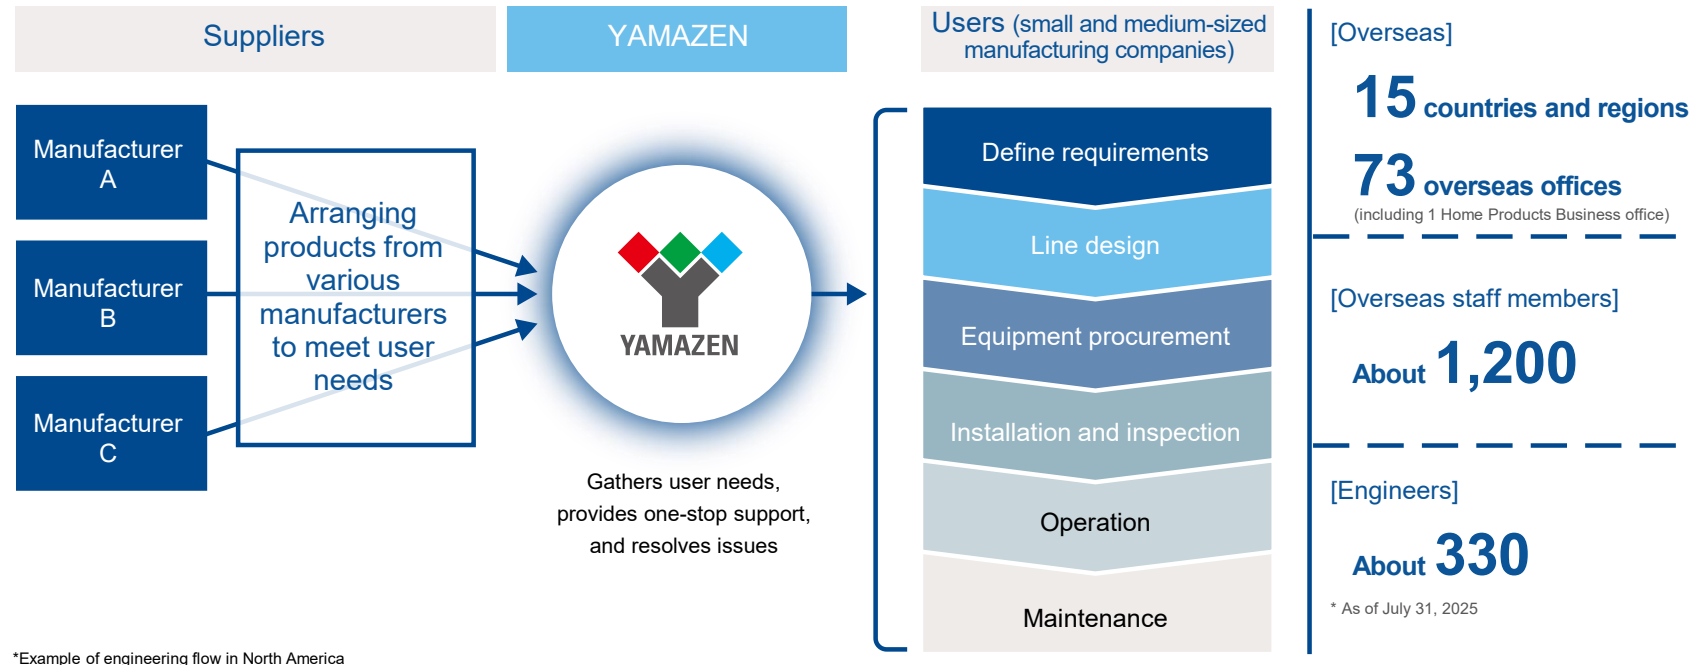 Suppliers
YAMAZEN
Users (small and medium-sized
manufacturing companies)
Manufacturer
A
Manufacturer
B
Manufacturer
C
Arranging
products from
various
manufacturers
to meet user
needs
YAMAZEN
Gathers user needs,
provides one-stop support,
and resolves issues
Define requirements
Line design
Equipment procurement
Installation and inspection
Operation
Maintenance
[Overseas]
15 countries and regions
73 overseas offices
(including 1 Home Products Business office)
[Overseas staff members]
About 1,200
[Engineers]
About 330
* As of July 31, 2025
*Example of engineering flow in North America